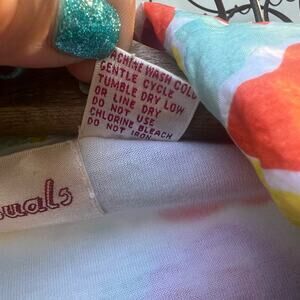 MACHINE WASH COLD
GENTLE CYCLE
TUMBLE DRY LOW
OR LINE DRY
DO NOT USE
CHLORINE BLEACH
DO NOT IRON
uals